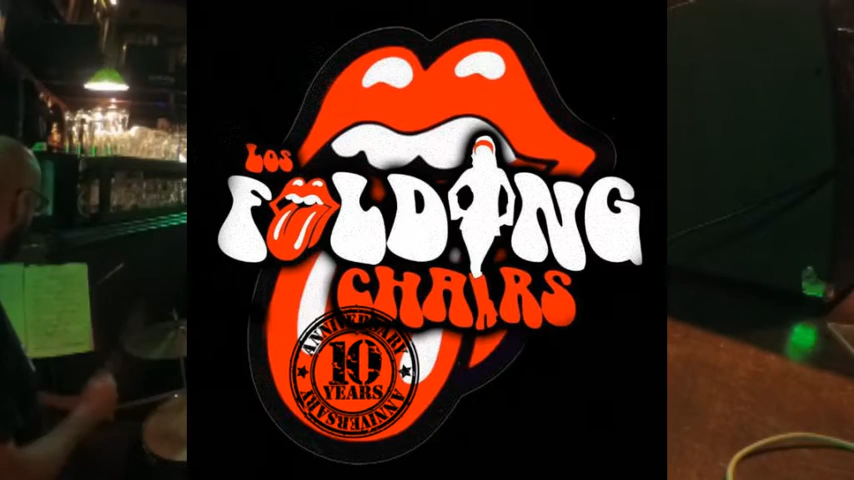 LOS
FOLDING
CHAIRS
ANNIVERSARY
10
YEARS
ANNIVERSARY